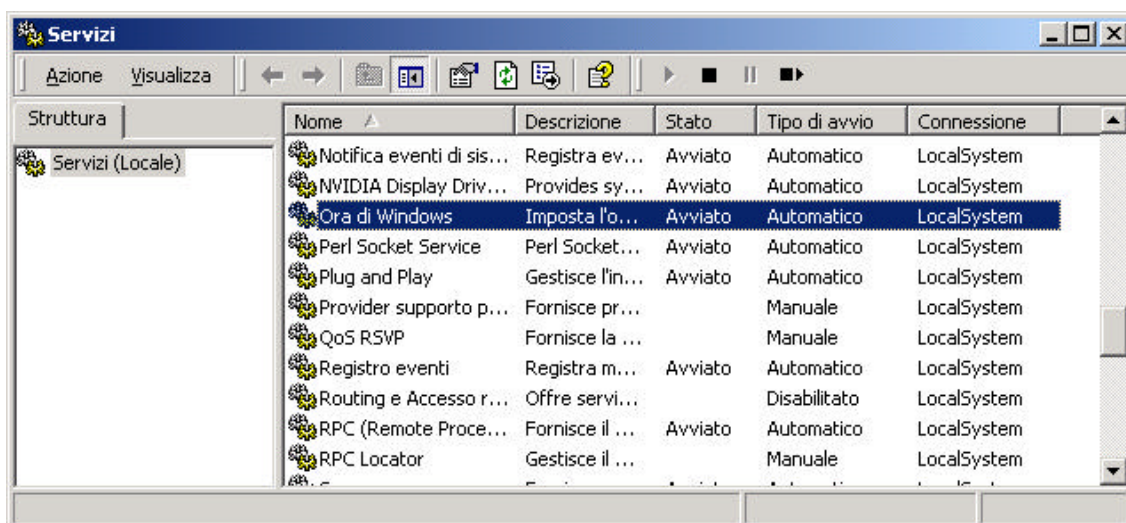 Servizi
Azione Visualizza
Struttura
Servizi (Locale)
Nome Descrizione Stato Tipo di avvio Connessione
Notifica eventi di sis... Registra ev... Avviato Automatico LocalSystem
NVIDIA Display Driv... Provides sy... Avviato Automatico LocalSystem
Ora di Windows Imposta l'o... Avviato Automatico LocalSystem
Perl Socket Service Perl Socket... Avviato Automatico LocalSystem
Plug and Play Gestisce l'in... Avviato Automatico LocalSystem
Provider supporto p... Fornisce pr... Manuale LocalSystem
QoS RSVP Fornisce la ... Manuale LocalSystem
Registro eventi Registra m... Avviato Automatico LocalSystem
Routing e Accesso r... Offre servi... Disabilitato LocalSystem
RPC (Remote Proce... Fornisce il ... Avviato Automatico LocalSystem
RPC Locator Gestisce il ... Manuale LocalSystem